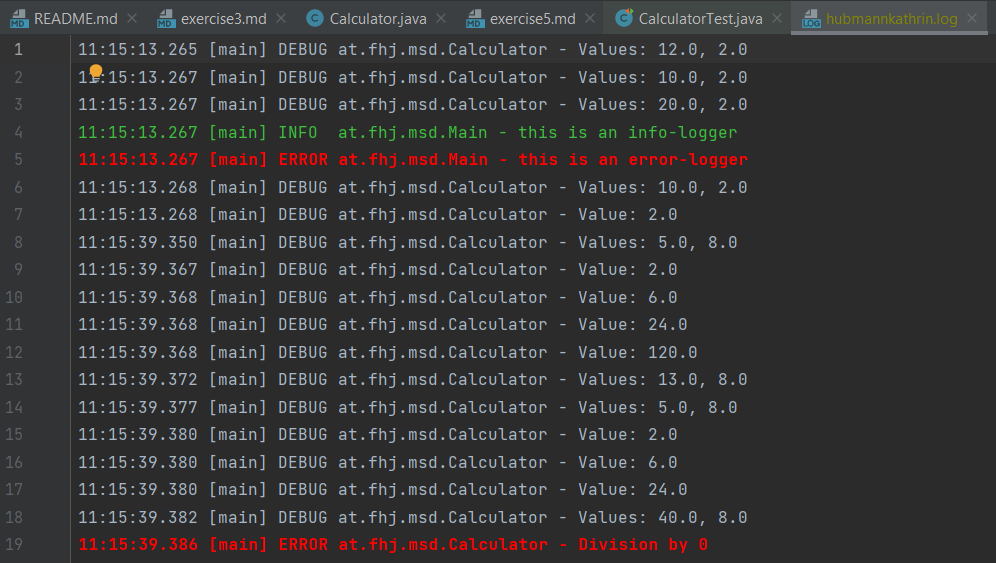 README.md exercise3.md Calculator.java exercise5.md CalculatorTest.java hubmannkathrin.log
1 11:15:13.265 [main] DEBUG at.fhj.msd.Calculator - Values: 12.0, 2.0
2 11:15:13.267 [main] DEBUG at.fhj.msd.Calculator - Values: 10.0, 2.0
3 11:15:13.267 [main] DEBUG at.fhj.msd.Calculator - Values: 20.0, 2.0
4 11:15:13.267 [main] INFO  at.fhj.msd.Main - this is an info-logger
5 11:15:13.267 [main] ERROR at.fhj.msd.Main - this is an error-logger
6 11:15:13.268 [main] DEBUG at.fhj.msd.Calculator - Values: 10.0, 2.0
7 11:15:13.268 [main] DEBUG at.fhj.msd.Calculator - Value: 2.0
8 11:15:39.350 [main] DEBUG at.fhj.msd.Calculator - Values: 5.0, 8.0
9 11:15:39.367 [main] DEBUG at.fhj.msd.Calculator - Value: 2.0
10 11:15:39.368 [main] DEBUG at.fhj.msd.Calculator - Value: 6.0
11 11:15:39.368 [main] DEBUG at.fhj.msd.Calculator - Value: 24.0
12 11:15:39.368 [main] DEBUG at.fhj.msd.Calculator - Value: 120.0
13 11:15:39.372 [main] DEBUG at.fhj.msd.Calculator - Values: 13.0, 8.0
14 11:15:39.377 [main] DEBUG at.fhj.msd.Calculator - Values: 5.0, 8.0
15 11:15:39.380 [main] DEBUG at.fhj.msd.Calculator - Value: 2.0
16 11:15:39.380 [main] DEBUG at.fhj.msd.Calculator - Value: 6.0
17 11:15:39.380 [main] DEBUG at.fhj.msd.Calculator - Value: 24.0
18 11:15:39.382 [main] DEBUG at.fhj.msd.Calculator - Values: 40.0, 8.0
19 11:15:39.386 [main] ERROR at.fhj.msd.Calculator - Division by 0